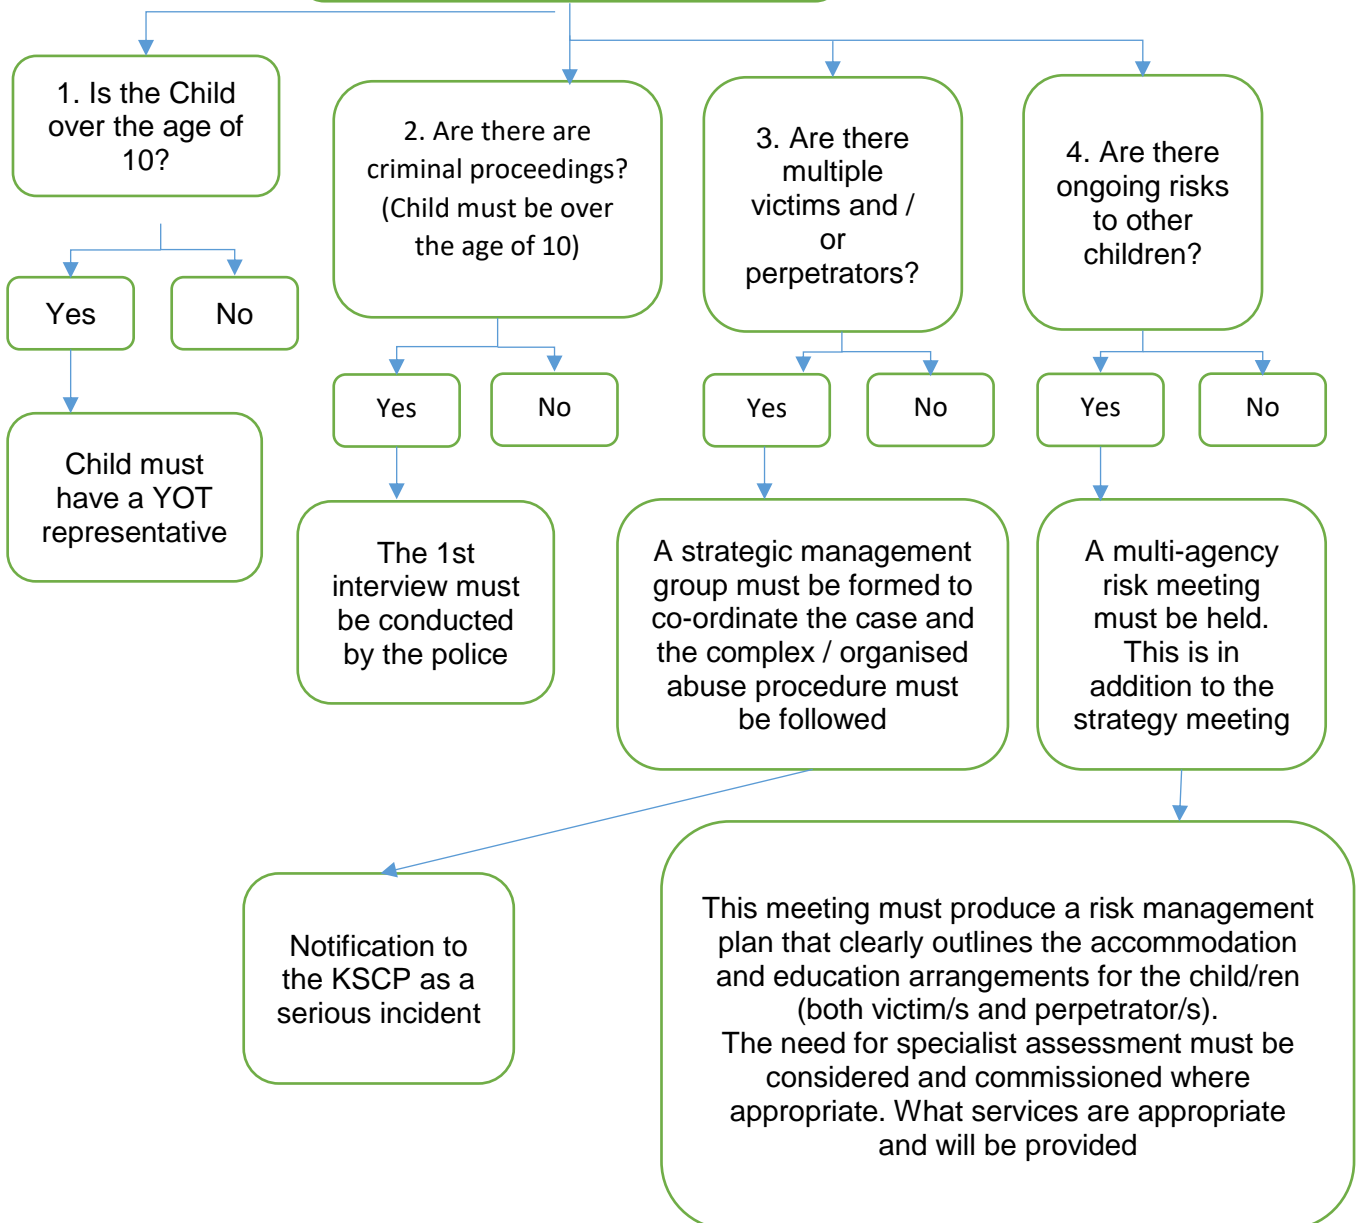 1. Is the Child
over the age of
10?
2. Are there are
criminal proceedings?
(Child must be over
the age of 10)
3. Are there
multiple
victims and /
or
perpetrators?
4. Are there
ongoing risks
to other
children?
Yes
No
Yes
No
Yes
No
Yes
No
Child must
have a YOT
representative
The 1st
interview must
be conducted
by the police
A strategic management
group must be formed to
co-ordinate the case and
the complex / organised
abuse procedure must
be followed
A multi-agency
risk meeting
must be held.
This is in
addition to the
strategy meeting
Notification to
the KSCP as a
serious incident
This meeting must produce a risk management
plan that clearly outlines the accommodation
and education arrangements for the child/ren
(both victim/s and perpetrator/s).
The need for specialist assessment must be
considered and commissioned where
appropriate. What services are appropriate
and will be provided